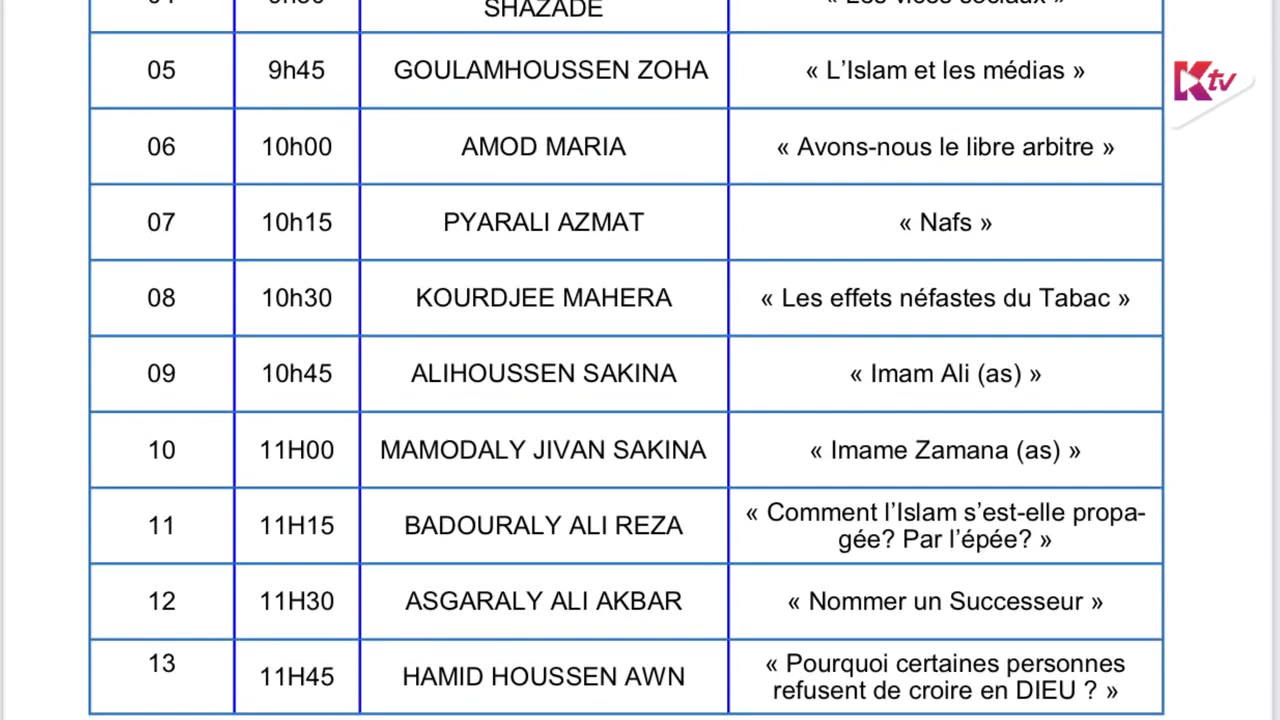 SHAZADE
05 9h45 GOULAMHOUSSEN ZOHA « L’Islam et les médias »
Ktv
06 10h00 AMOD MARIA « Avons-nous le libre arbitre »
07 10h15 PYARALI AZMAT « Nafs »
08 10h30 KOURDJEE MAHERA « Les effets néfastes du Tabac »
09 10h45 ALIHOUSSEN SAKINA « Imam Ali (as) »
10 11H00 MAMODALY JIVAN SAKINA « Imame Zamana (as) »
11 11H15 BADOURALY ALI REZA « Comment l’Islam s’est-elle propa-
gée? Par l’épée? »
12 11H30 ASGARALY ALI AKBAR « Nommer un Successeur »
13 11H45 HAMID HOUSSEN AWN « Pourquoi certaines personnes
refusent de croire en DIEU ? »